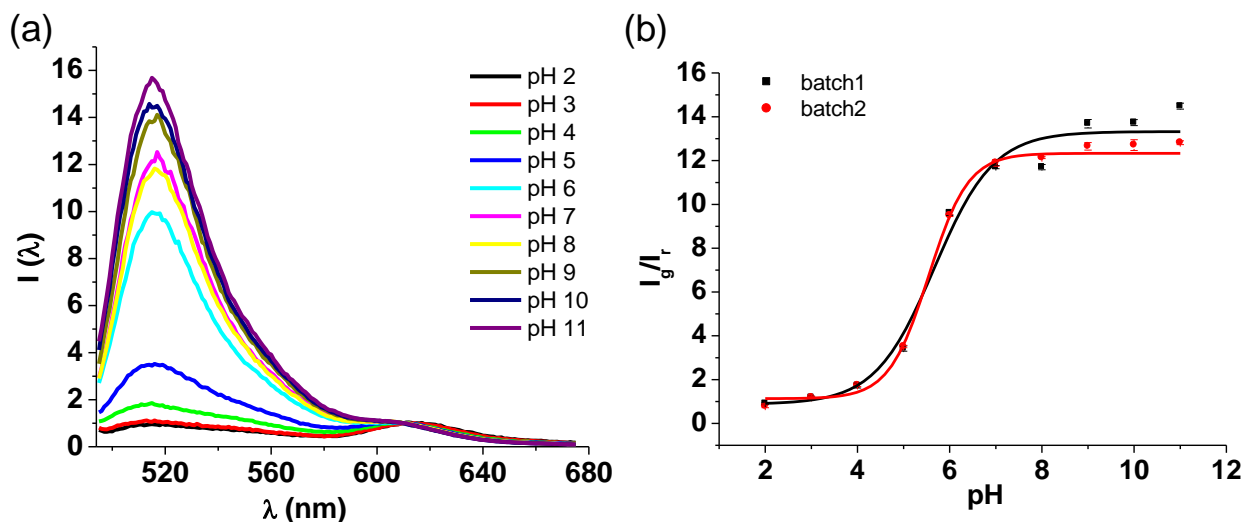 (a)
I (λ)
16
14
12
10
8
6
4
2
0
520
560
600
640
680
λ (nm)
pH 2
pH 3
pH 4
pH 5
pH 6
pH 7
pH 8
pH 9
pH 10
pH 11
(b)
Ig/Ir
16
14
12
10
8
6
4
2
0
2
4
6
8
10
12
pH
batch1
batch2